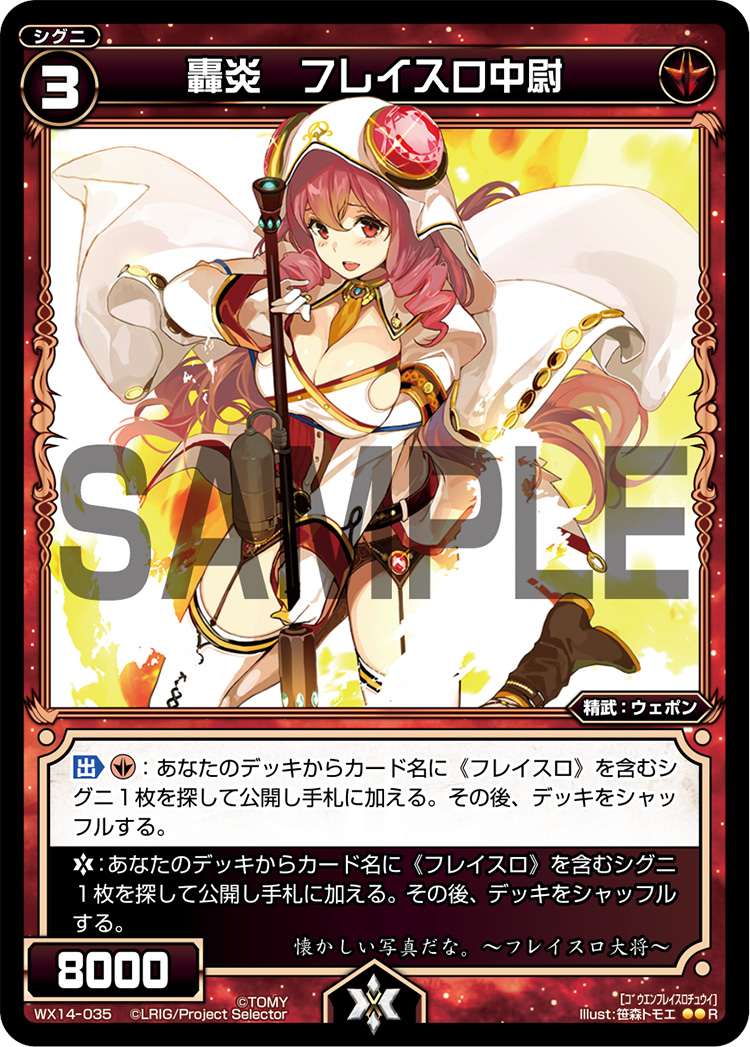 シグニ
3
轟炎　フレイスロ中尉
SAMPLE
精武：ウェポン
出：あなたのデッキからカード名に《フレイスロ》を含むシ
グニ１枚を探して公開し手札に加える。その後、デッキをシャッ
フルする。
：あなたのデッキからカード名に《フレイスロ》を含むシグニ
１枚を探して公開し手札に加える。その後、デッキをシャッフル
する。
懐かしい写真だな。～フレイスロ大将～
8000
[ｺﾞｳｴﾝﾌﾚｲｽﾛﾁｭｳｲ]
WX14-035 ©LRIG/Project Selector ©TOMY
Illust:笹森トモエ R